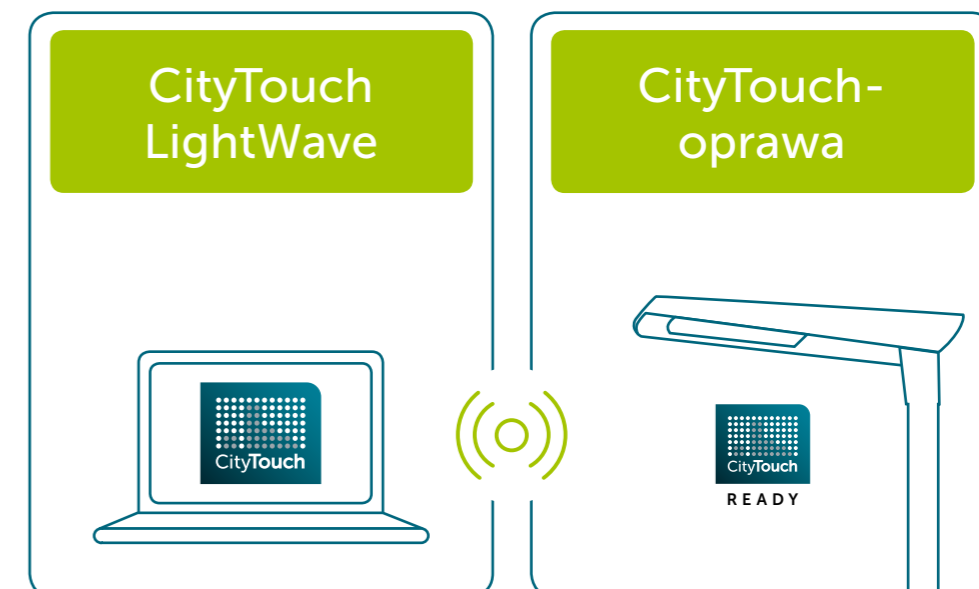 CityTouch
LightWave
CityTouch-
oprawa
CityTouch
CityTouch
READY